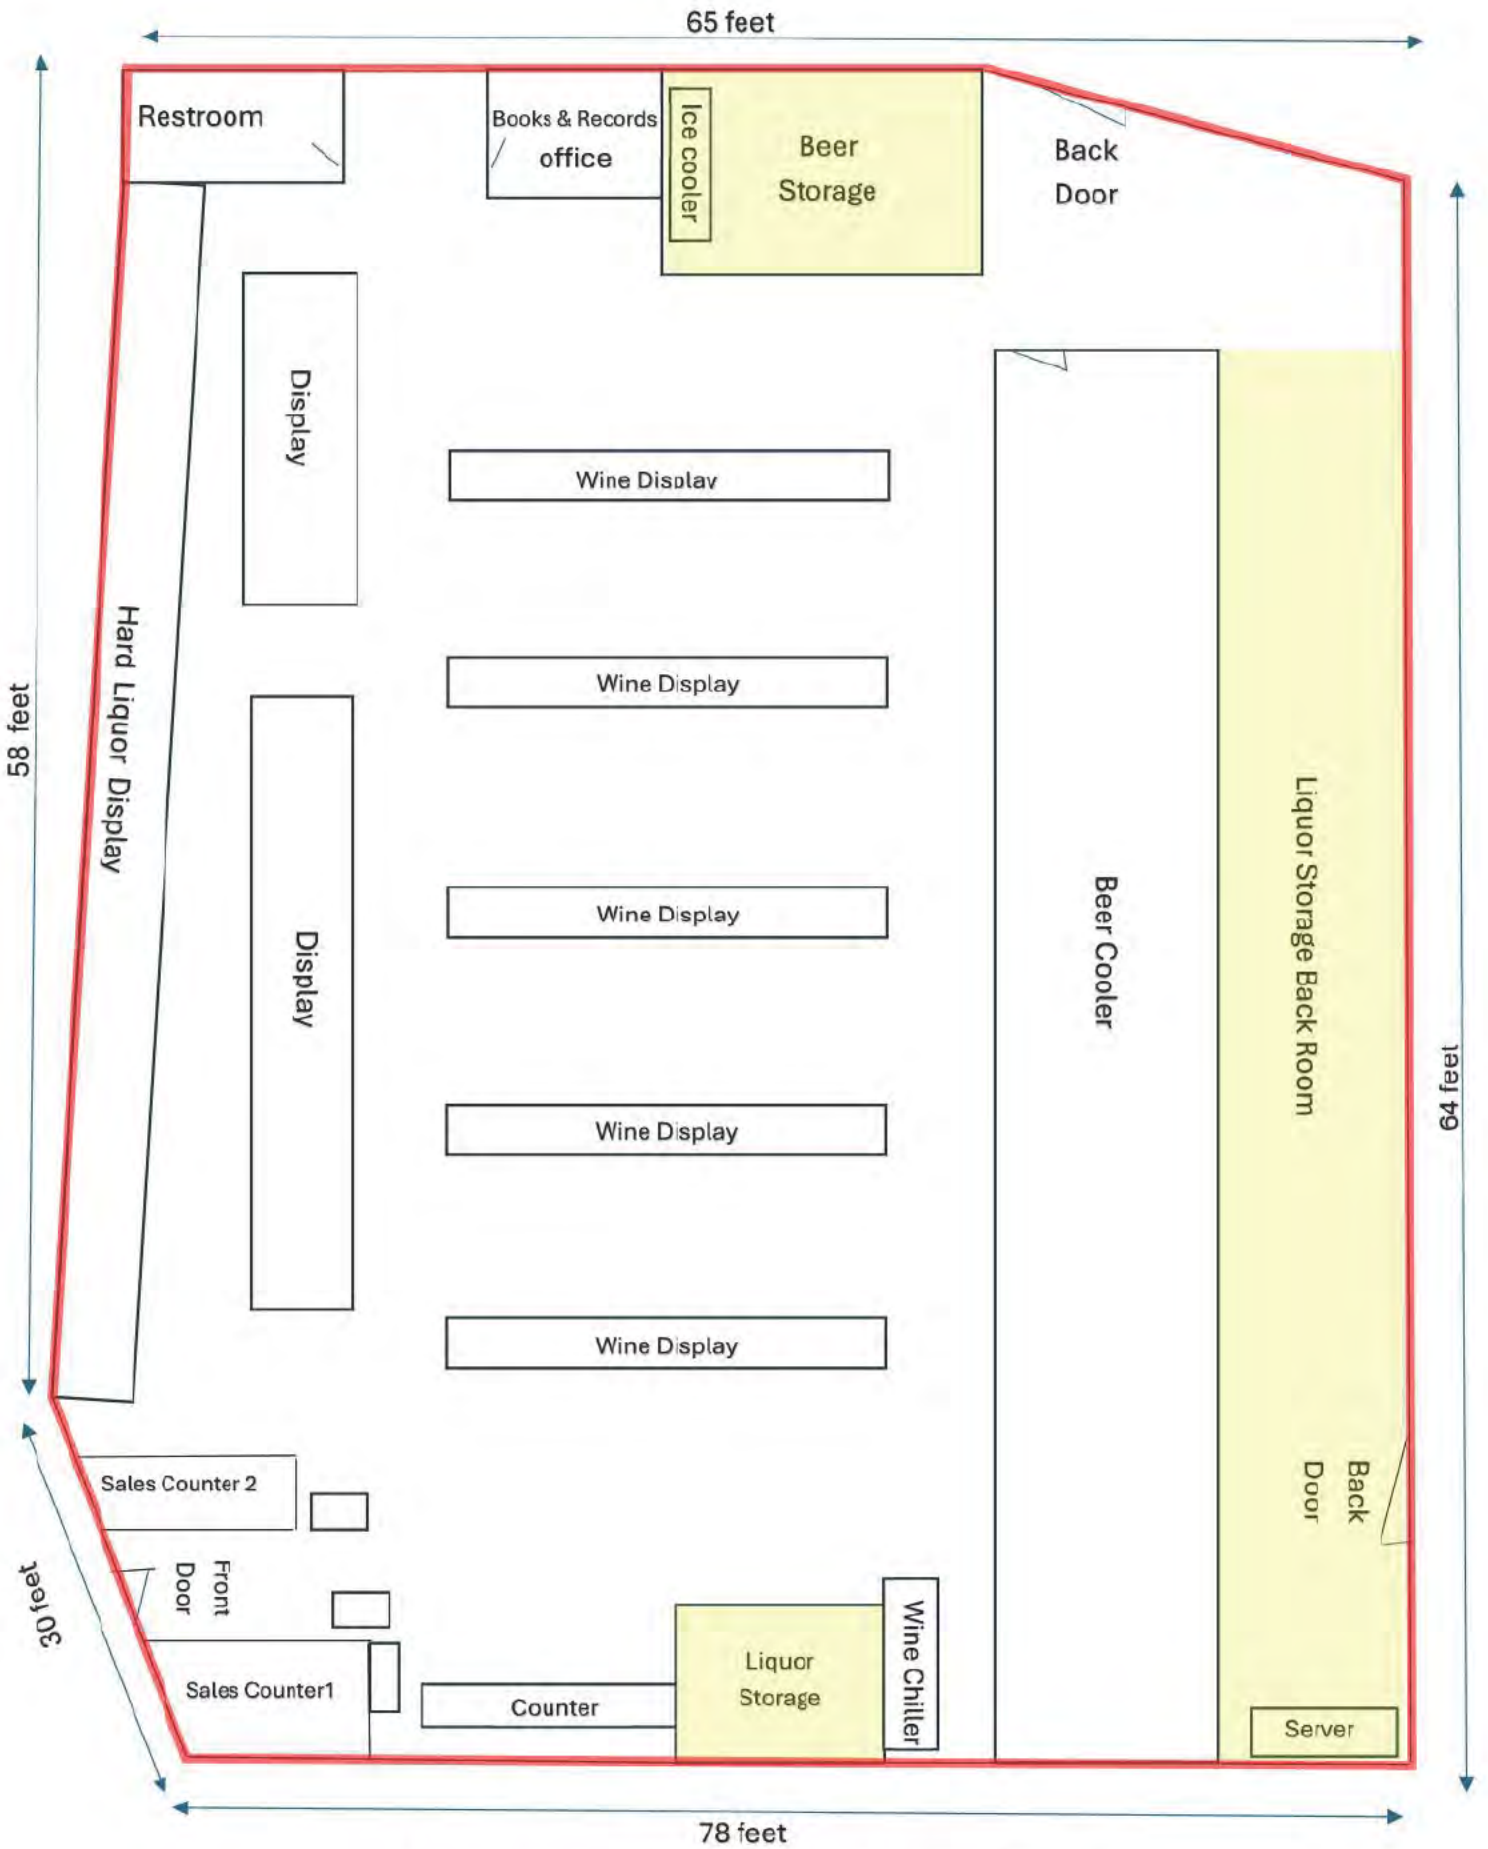 65 feet
Restroom
Books & Records
office
Ice cooler
Beer
Storage
Back
Door
Display
Wine Display
58 feet
Hard Liquor Display
Wine Display
Display
Wine Display
Beer Cooler
Liquor Storage Back Room
64 feet
Wine Display
Wine Display
Sales Counter 2
Back
Door
30 feet
Front
Door
Sales Counter1
Counter
Liquor
Storage
Wine Chiller
Server
78 feet